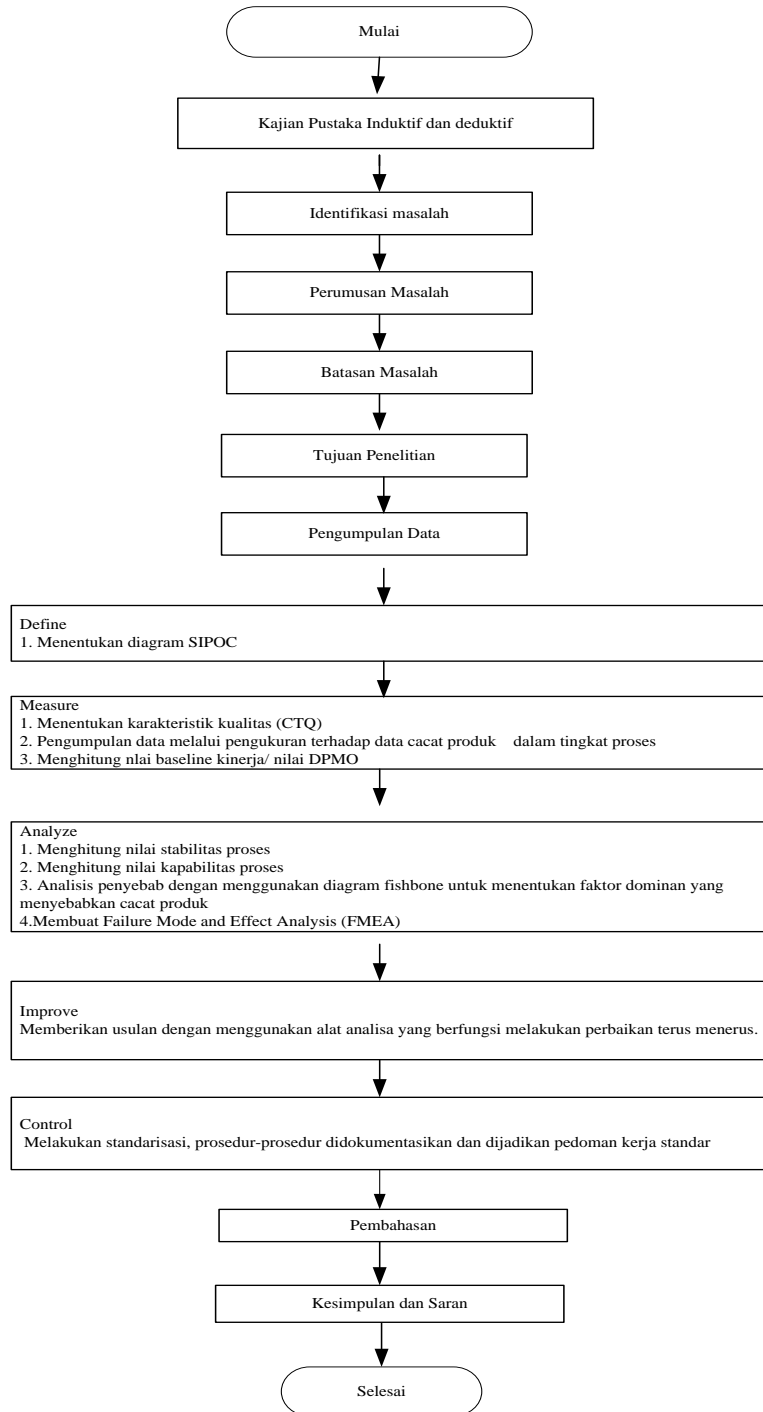 Mulai
Kajian Pustaka Induktif dan deduktif
Identifikasi masalah
Perumusan Masalah
Batasan Masalah
Tujuan Penelitian
Pengumpulan Data
Define
1. Menentukan diagram SIPOC
Measure
1. Menentukan karakteristik kualitas (CTQ)
2. Pengumpulan data melalui pengukuran terhadap data cacat produk    dalam tingkat proses
3. Menghitung nlai baseline kinerja/ nilai DPMO
Analyze
1. Menghitung nilai stabilitas proses
2. Menghitung nilai kapabilitas proses
3. Analisis penyebab dengan menggunakan diagram fishbone untuk menentukan faktor dominan yang
menyebabkan cacat produk
4.Membuat Failure Mode and Effect Analysis (FMEA)
Improve
Memberikan usulan dengan menggunakan alat analisa yang berfungsi melakukan perbaikan terus menerus.
Control
Melakukan standarisasi, prosedur-prosedur didokumentasikan dan dijadikan pedoman kerja standar
Pembahasan
Kesimpulan dan Saran
Selesai